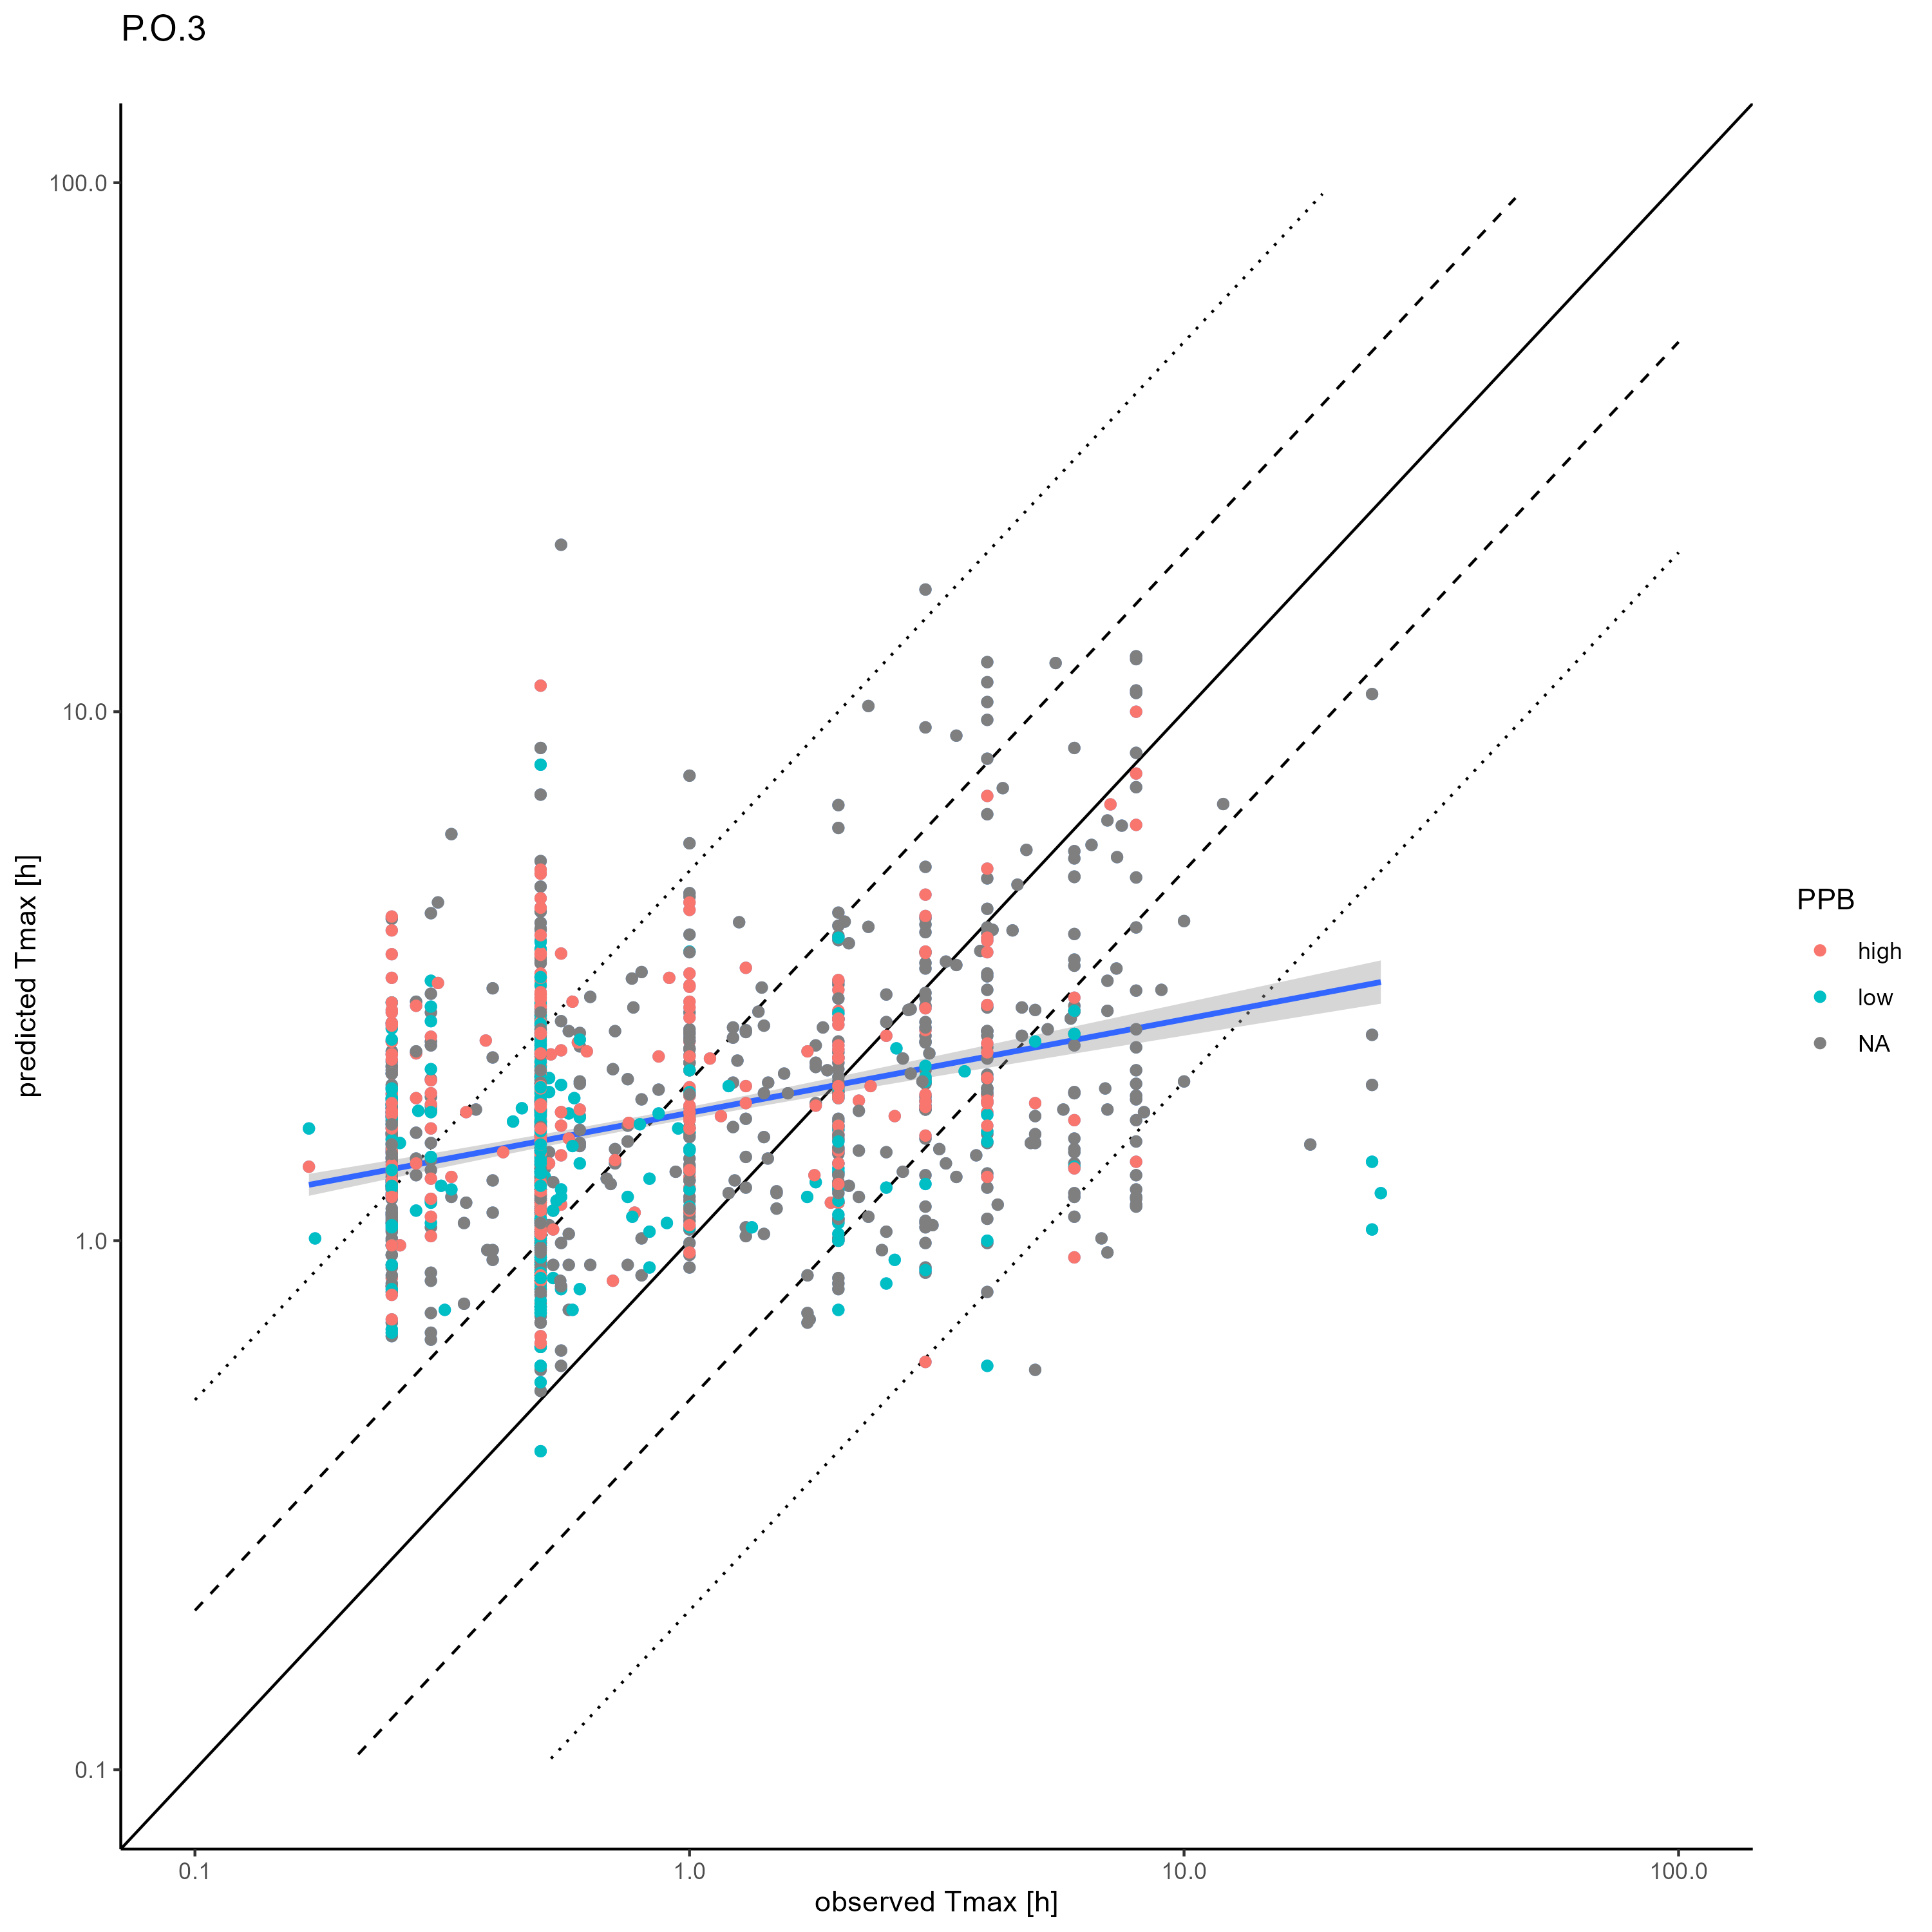 P.O.3
100.0
10.0
1.0
0.1
predicted Tmax [h]
0.1
1.0
10.0
100.0
observed Tmax [h]
PPB
high
low
NA